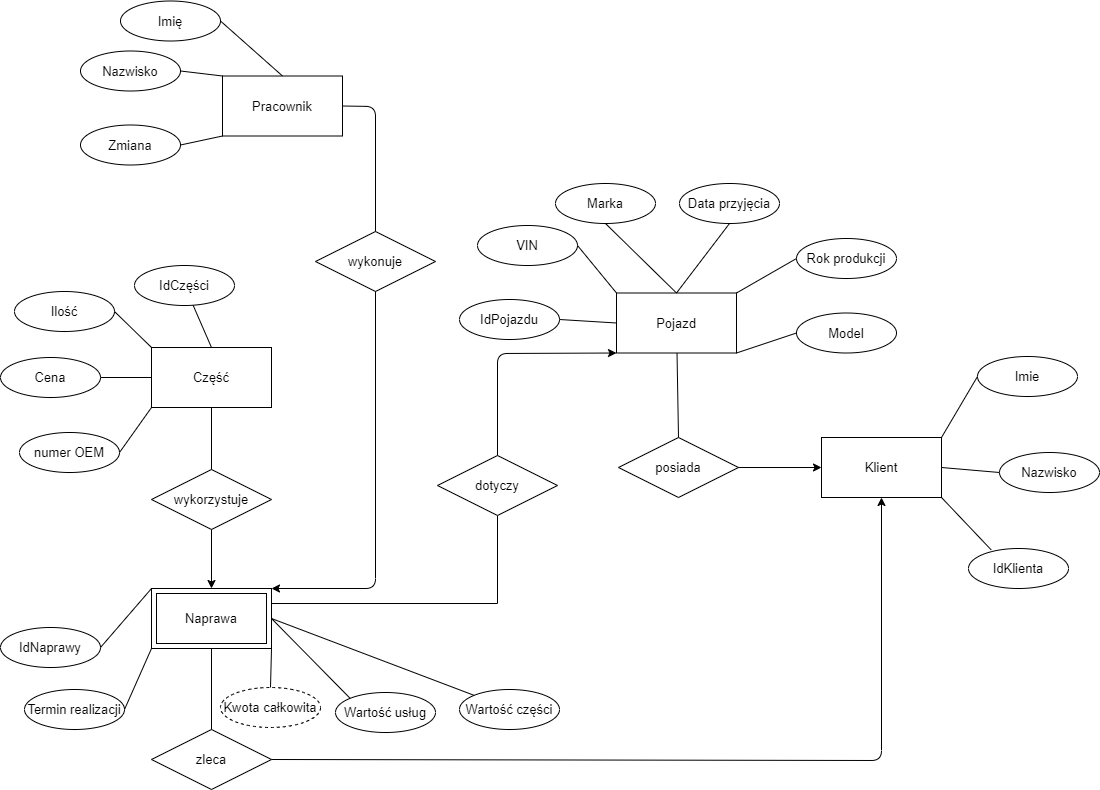 Imię
Nazwisko
Pracownik
Zmiana
Marka
Data przyjęcia
VIN
Rok produkcji
wykonuje
IdCzęści
Ilość
IdPojazdu
Pojazd
Model
Cena
Część
Imie
numer OEM
posiada
Klient
Nazwisko
dotyczy
wykorzystuje
IdKlienta
Naprawa
IdNaprawy
Termin realizacji
Kwota całkowita
Wartość usług
Wartość części
zleca